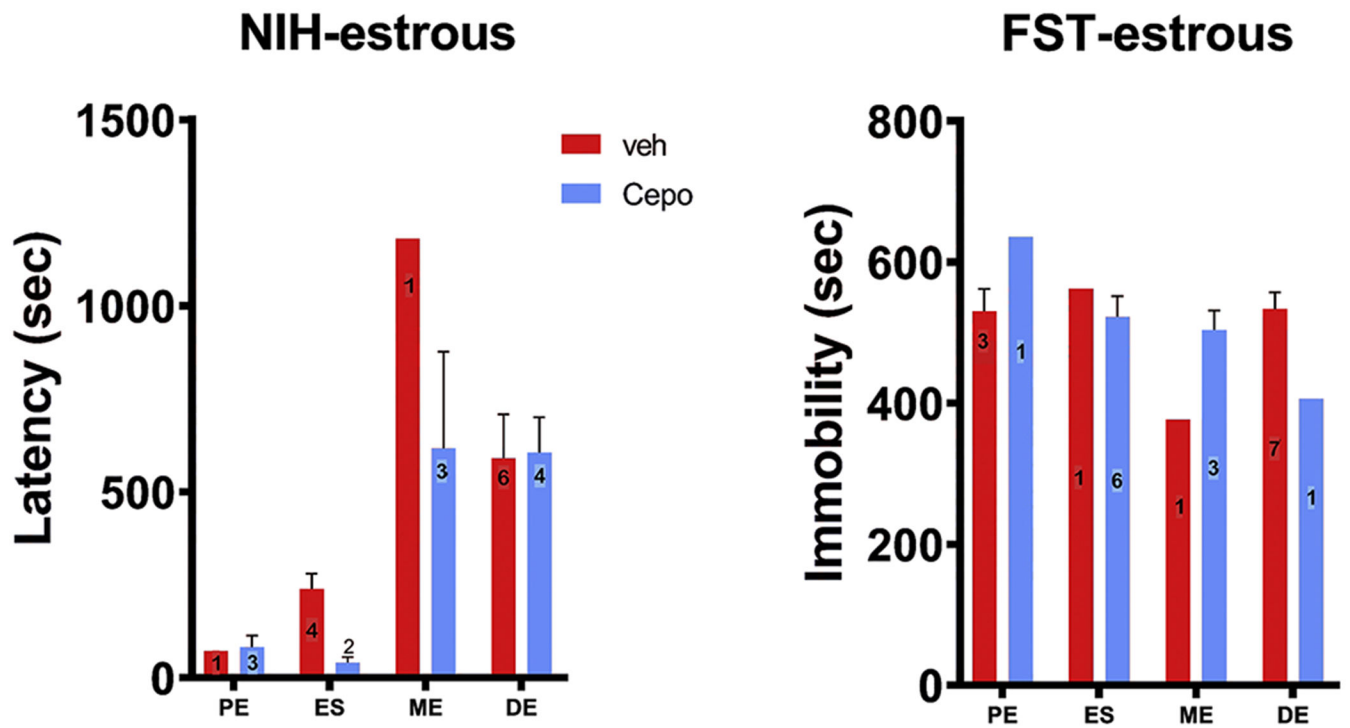 NIH-estrous
Latency (sec)
1500
1000
500
0
veh
Cepo
1
3
4
2
1
3
6
4
PE
ES
ME
DE
FST-estrous
Immobility (sec)
800
600
400
200
0
3
1
1
6
1
3
7
1
PE
ES
ME
DE